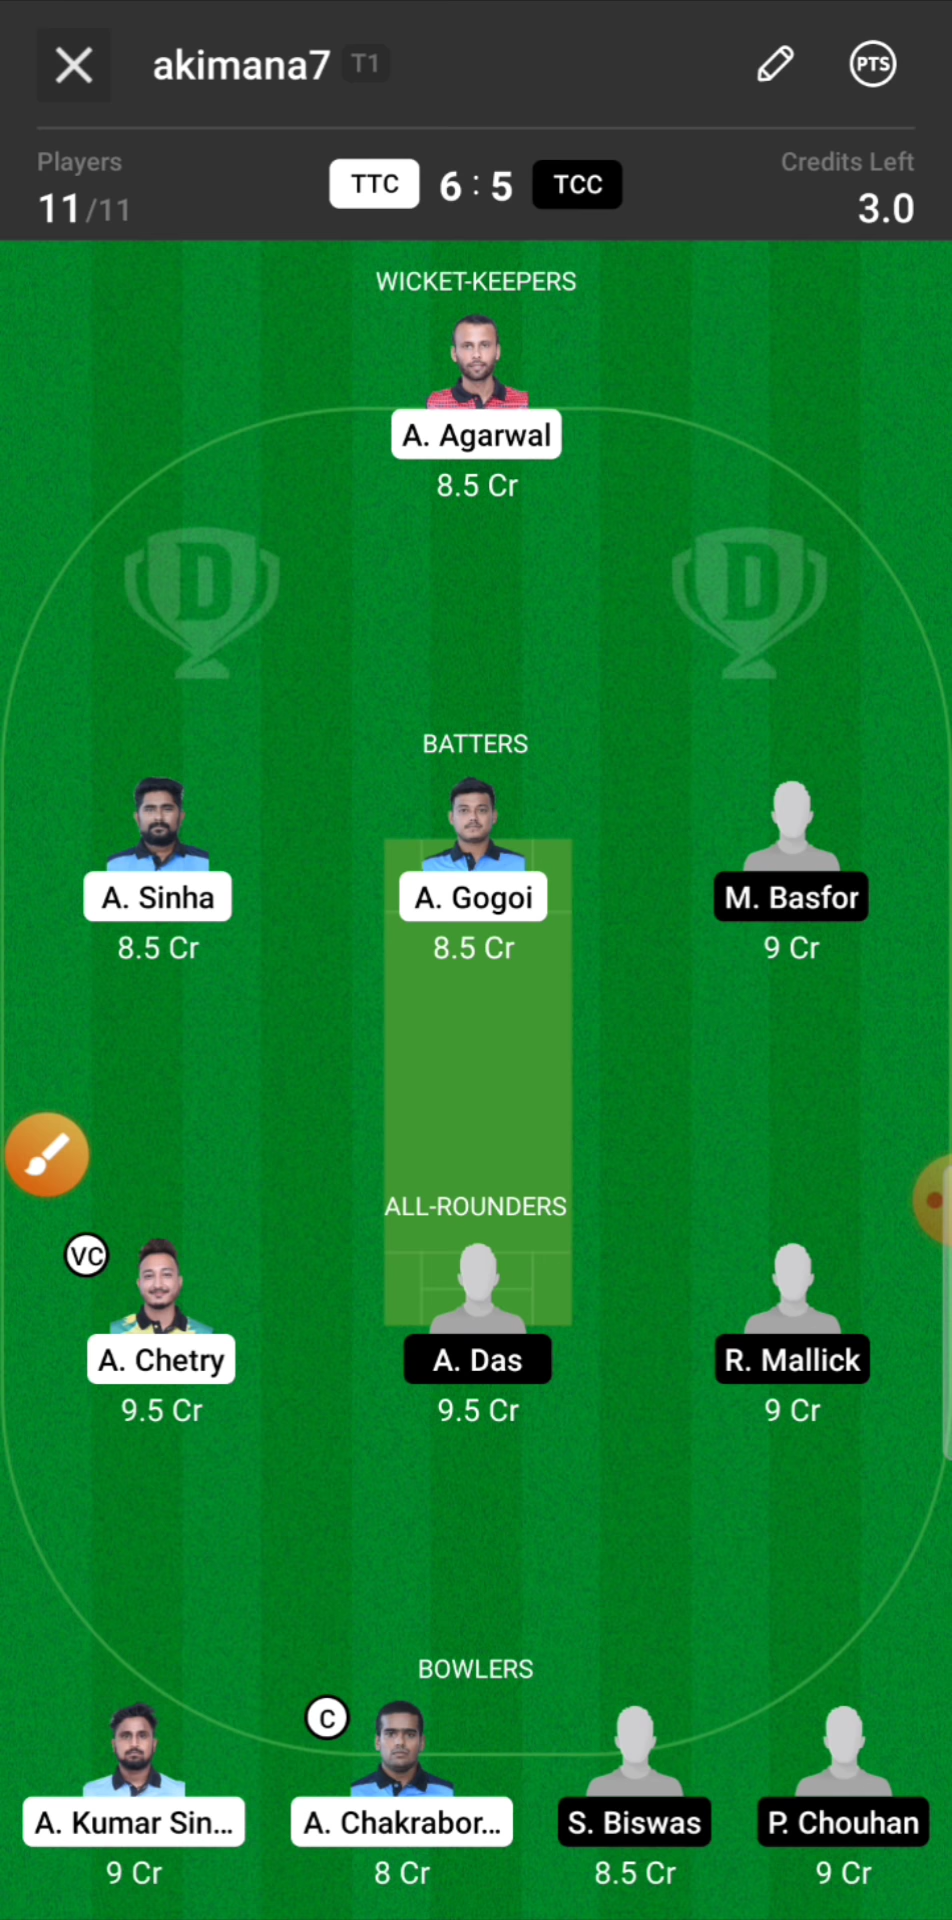 akimana7 T1
PTS
Players
11/11
TTC 6 : 5 TCC
Credits Left
3.0
WICKET-KEEPERS
A. Agarwal
8.5 Cr
D D
BATTERS
A. Sinha A. Gogoi M. Basfor
8.5 Cr 8.5 Cr 9 Cr
ALL-ROUNDERS
VC
A. Chetry A. Das R. Mallick
9.5 Cr 9.5 Cr 9 Cr
BOWLERS
C
A. Kumar Sin... A. Chakrabor... S. Biswas P. Chouhan
9 Cr 8 Cr 8.5 Cr 9 Cr